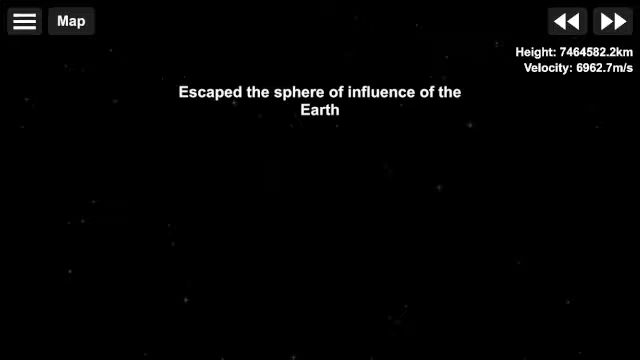 Map
Height: 7464582.2km
Velocity: 6962.7m/s
Escaped the sphere of influence of the
Earth